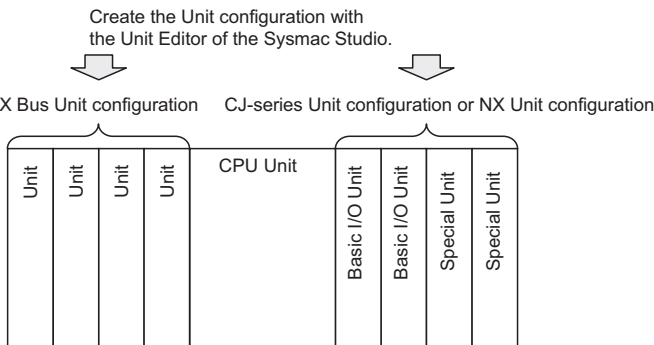 Create the Unit configuration with
the Unit Editor of the Sysmac Studio.
X Bus Unit configuration
CJ-series Unit configuration or NX Unit configuration
Unit
Unit
Unit
Unit
CPU Unit
Basic I/O Unit
Basic I/O Unit
Special Unit
Special Unit